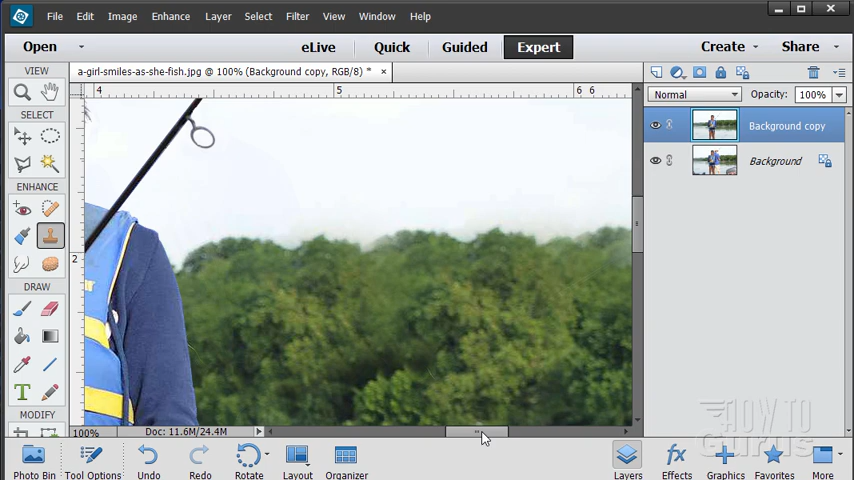 File Edit Image Enhance Layer Select Filter View Window Help
Open eLive Quick Guided Expert Create Share
VIEW
SELECT
ENHANCE
DRAW
MODIFY
a-girl-smiles-as-she-fish.jpg @ 100% (Background copy, RGB/8) * ×
4 5 6 6
2
Normal Opacity: 100%
Background copy
Background
T
100% Doc: 11.6M/24.4M
HOW TO
Gurus
Photo Bin Tool Options Undo Redo Rotate Layout Organizer Layers Effects Graphics Favorites More
fx